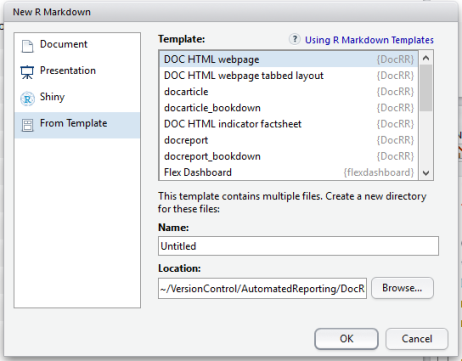 New R Markdown
Document
Presentation
Shiny
From Template
Template:
? Using R Markdown Templates
DOC HTML webpage {DocRR}
DOC HTML webpage tabbed layout {DocRR}
docarticle {DocRR}
docarticle_bookdown {DocRR}
DOC HTML indicator factsheet {DocRR}
docreport {DocRR}
docreport_bookdown {DocRR}
Flex Dashboard {flexdashboard}
This template contains multiple files. Create a new directory
for these files:
Name:
Untitled
Location:
~/VersionControl/AutomatedReporting/DocR
Browse...
OK
Cancel